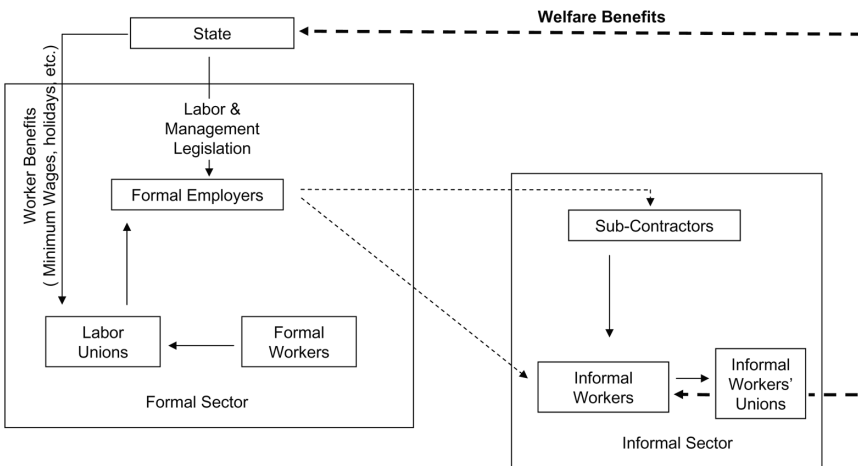 Welfare Benefits
State
Worker Benefits
( Minimum Wages, holidays, etc.)
Labor &
Management
Legislation
Formal Employers
Sub-Contractors
Labor
Unions
Formal
Workers
Informal
Workers
Informal
Workers'
Unions
Formal Sector
Informal Sector